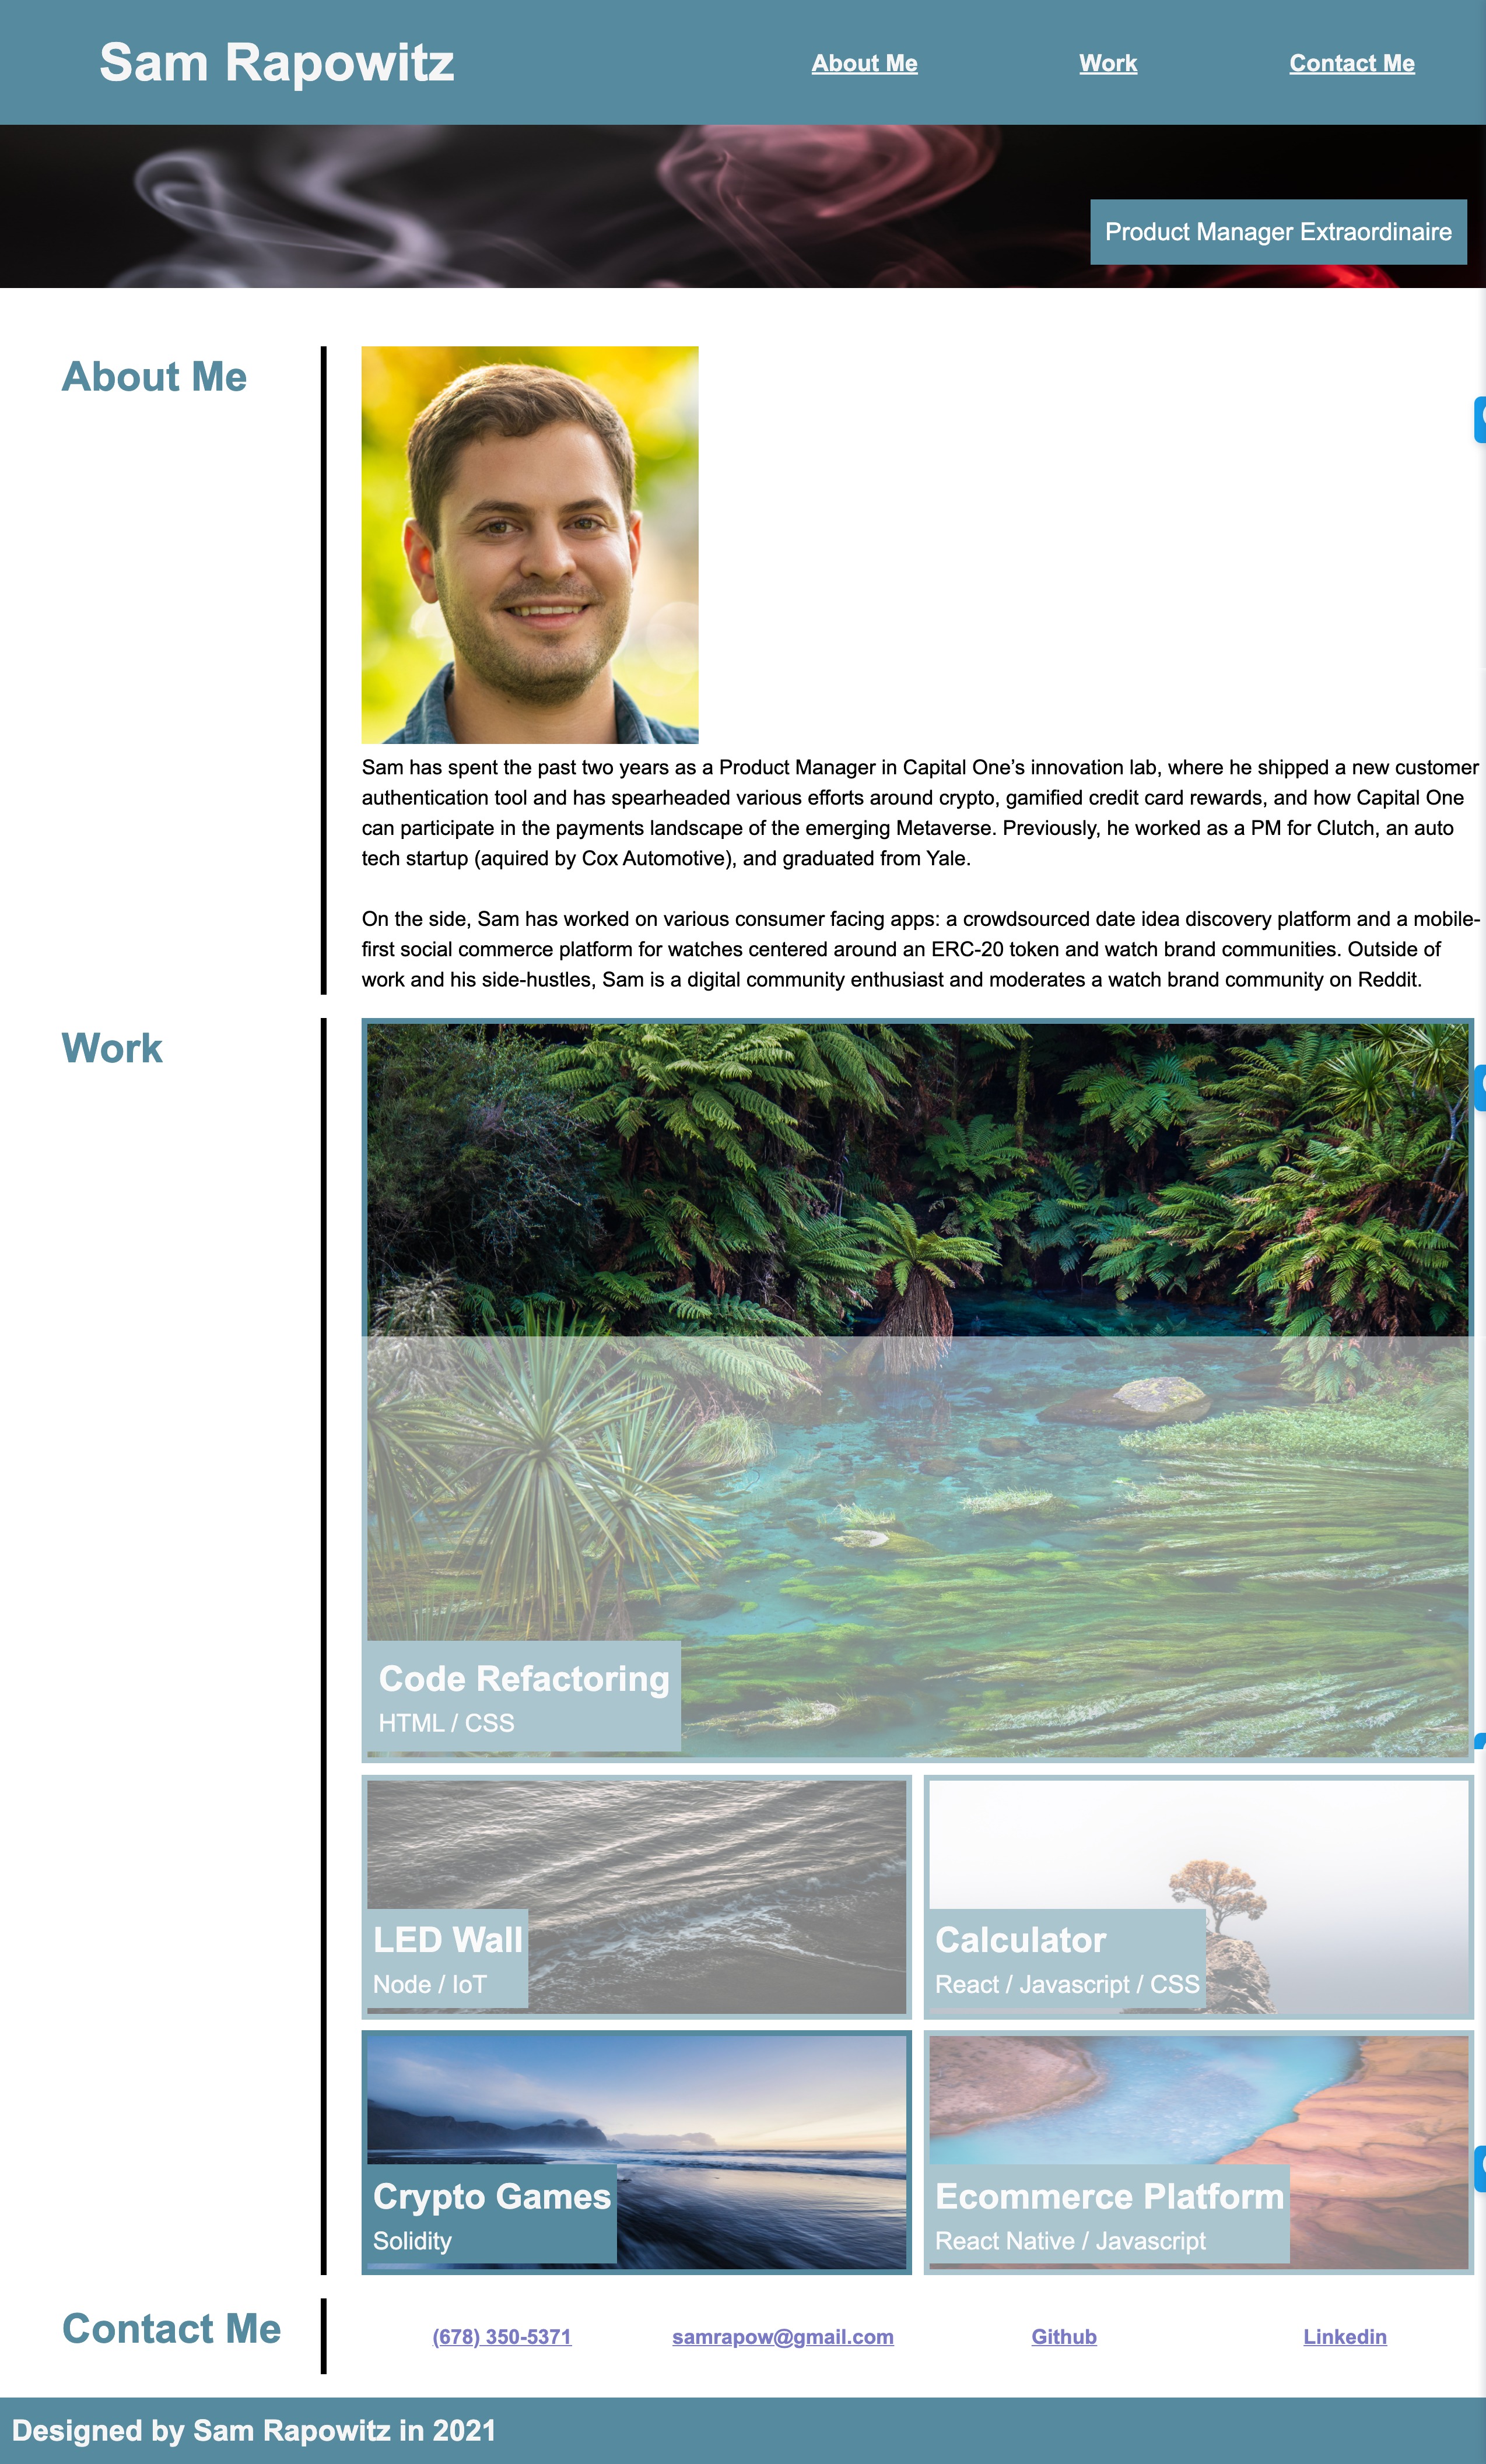 Sam Rapowitz
About Me
Work
Contact Me
Product Manager Extraordinaire
About Me
Sam has spent the past two years as a Product Manager in Capital One’s innovation lab, where he shipped a new customer
authentication tool and has spearheaded various efforts around crypto, gamified credit card rewards, and how Capital One
can participate in the payments landscape of the emerging Metaverse. Previously, he worked as a PM for Clutch, an auto
tech startup (aquired by Cox Automotive), and graduated from Yale.
On the side, Sam has worked on various consumer facing apps: a crowdsourced date idea discovery platform and a mobile-
first social commerce platform for watches centered around an ERC-20 token and watch brand communities. Outside of
work and his side-hustles, Sam is a digital community enthusiast and moderates a watch brand community on Reddit.
Work
Code Refactoring
HTML / CSS
LED Wall
Node / IoT
Calculator
React / Javascript / CSS
Crypto Games
Solidity
Ecommerce Platform
React Native / Javascript
Contact Me
(678) 350-5371
samrapow@gmail.com
Github
Linkedin
Designed by Sam Rapowitz in 2021